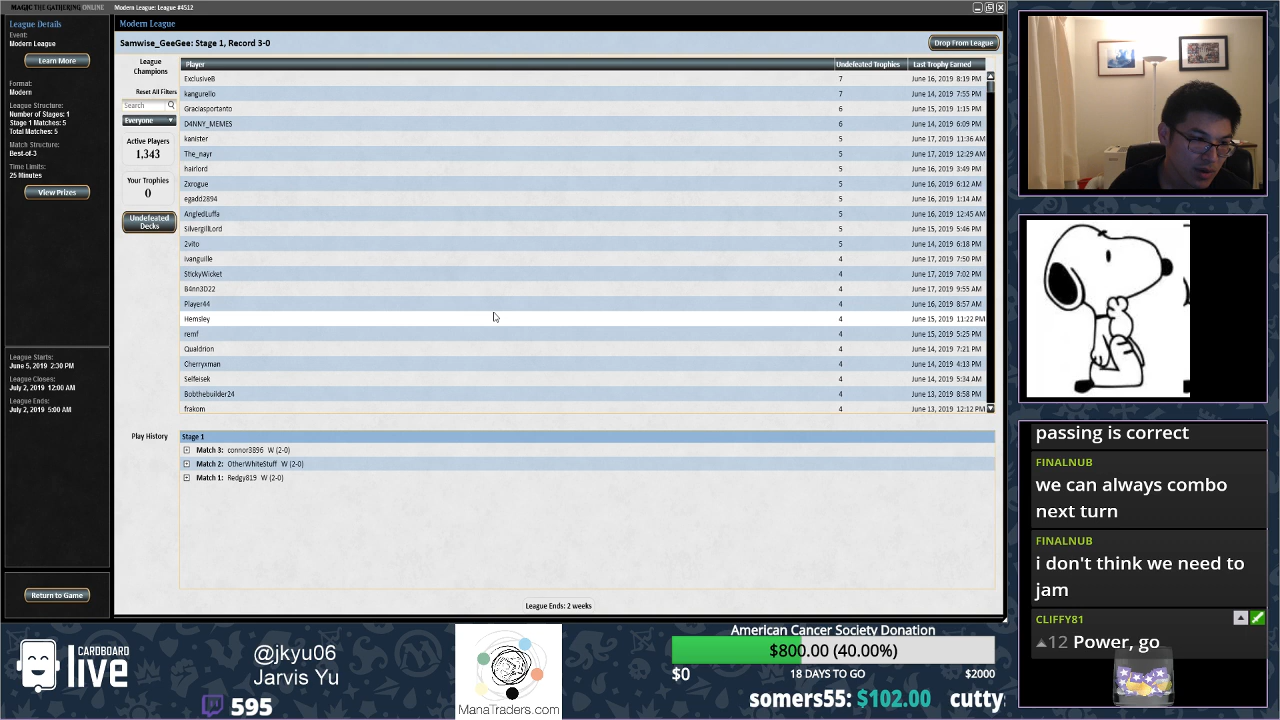 MAGIC THE GATHERING ONLINE
Modern League: League #4512
League Details
Event:
Modern League
Learn More
Format:
Modern
League Structure:
Number of Stages: 1
Stage 1 Matches: 5
Total Matches: 5
Match Structure:
Best-of-3
Time Limits:
25 Minutes
View Prizes
League Starts:
June 5, 2019 2:30 PM
League Closes:
July 2, 2019 12:00 AM
League Ends:
July 2, 2019 5:00 AM
Return to Game
Modern League
Samwise_GeeGee: Stage 1, Record 3-0
Drop From League
League
Champions
Reset All Filters
Search
Everyone
Active Players
1,343
Your Trophies
0
Undefeated
Decks
Player Undefeated Trophies Last Trophy Earned
ExclusiveB 7 June 16, 2019 8:19 PM
kangurello 7 June 14, 2019 7:55 PM
Graciasportanto 6 June 15, 2019 1:15 PM
D4NNY_MEMES 6 June 14, 2019 6:09 PM
kanister 5 June 17, 2019 11:36 AM
The_nayr 5 June 17, 2019 12:29 AM
hairlord 5 June 16, 2019 3:49 PM
2xrogue 5 June 16, 2019 6:12 AM
egadd2894 5 June 16, 2019 1:14 AM
AngledLuffa 5 June 16, 2019 12:45 AM
SilvergillLord 5 June 15, 2019 5:46 PM
2vito 5 June 14, 2019 6:18 PM
ivanguille 4 June 17, 2019 7:50 PM
StickyWicket 4 June 17, 2019 7:02 PM
B4nn3D22 4 June 17, 2019 9:55 AM
Player44 4 June 16, 2019 8:57 AM
Hemsley 4 June 15, 2019 11:22 PM
remf 4 June 15, 2019 5:25 PM
Qualdrion 4 June 14, 2019 7:21 PM
Cherryxman 4 June 14, 2019 4:13 PM
Selfeisek 4 June 14, 2019 5:34 AM
Bobthebuilder24 4 June 13, 2019 8:58 PM
frakom 4 June 13, 2019 12:12 PM
Play History
Stage 1
Match 3: connor3896 W (2-0)
Match 2: OtherWhiteStuff W (2-0)
Match 1: Redgy819 W (2-0)
League Ends: 2 weeks
passing is correct
FINALNUB
we can always combo
next turn
FINALNUB
i don't think we need to
jam
CLIFFY81
12 Power, go
CARDBOARD
live
@jkyu06
Jarvis Yu
595
ManaTraders.com
American Cancer Society Donation
$800.00 (40.00%)
$0 18 DAYS TO GO $2000
somers55: $102.00 cutty